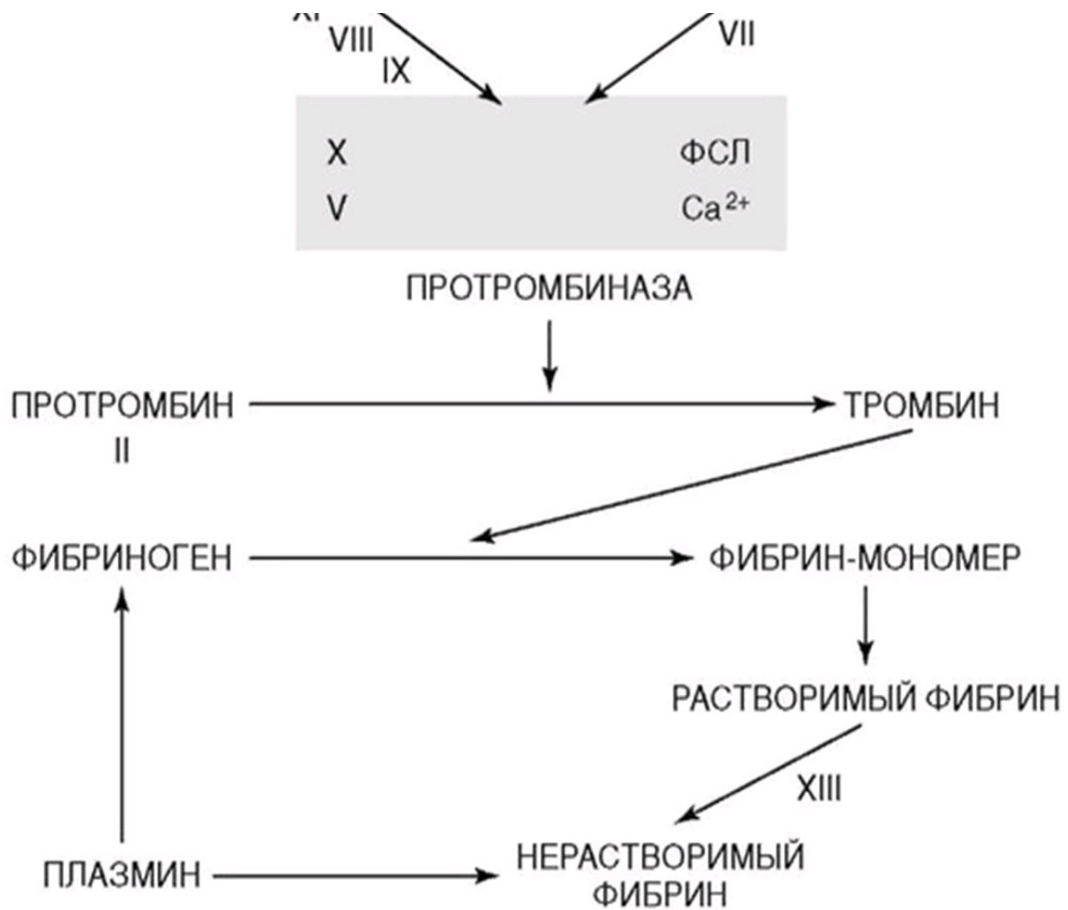 VIII
VII
IX
X
ФСЛ
V
Ca²⁺
ПРОТРОМБИНАЗА
ПРОТРОМБИН
ТРОМБИН
II
ФИБРИНОГЕН
ФИБРИН-МОНОМЕР
РАСТВОРИМЫЙ ФИБРИН
XIII
ПЛАЗМИН
НЕРАСТВОРИМЫЙ
ФИБРИН